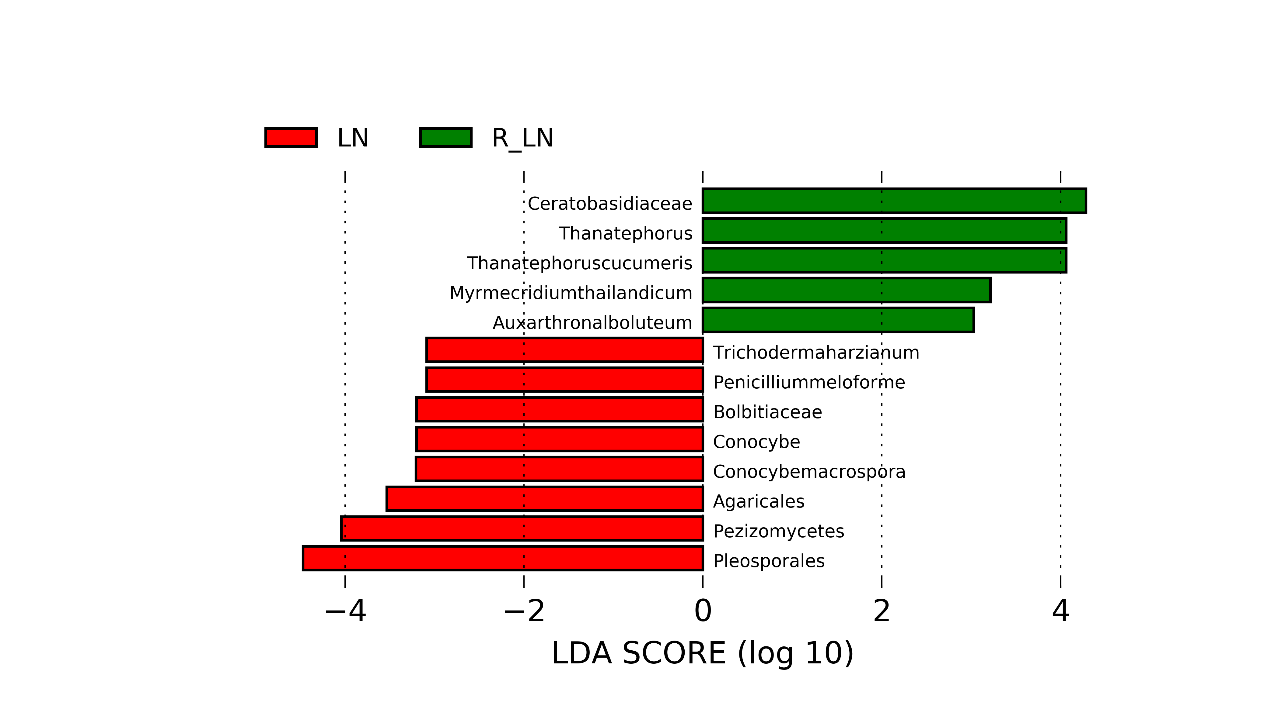 LN R_LN
Ceratobasidiaceae
Thanatephorus
Thanatephoruscucumeris
Myrmecridiumthailandicum
Auxarthronalboluteum
Trichodermaharzianum
Penicilliummeloforme
Bolbitiaceae
Conocybe
Conocybemacrospora
Agaricales
Pezizomycetes
Pleosporales
−4 −2 0 2 4
LDA SCORE (log 10)